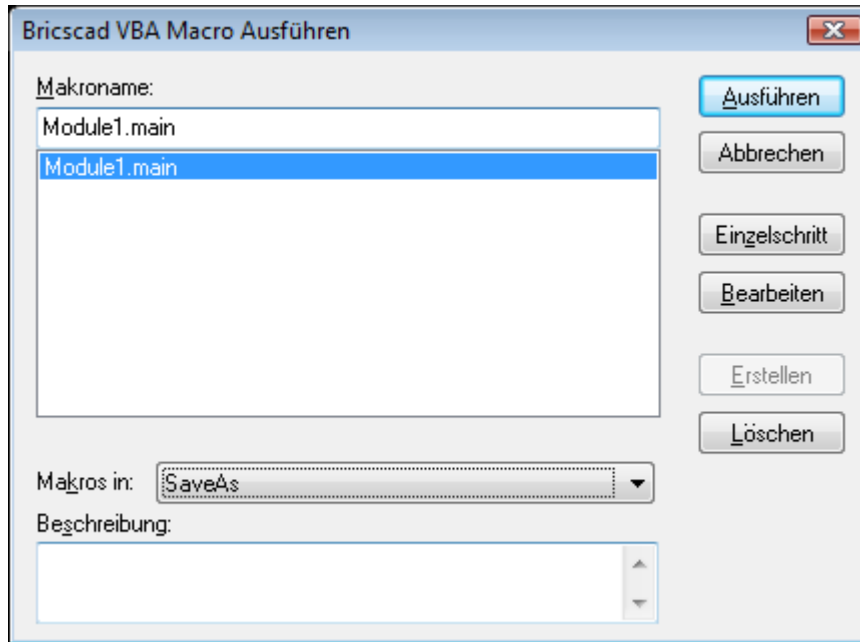 Bricscad VBA Macro Ausführen
Makroname:
Module1.main
Module1.main
Ausführen
Abbrechen
Einzelschritt
Bearbeiten
Erstellen
Löschen
Makros in: SaveAs
Beschreibung: